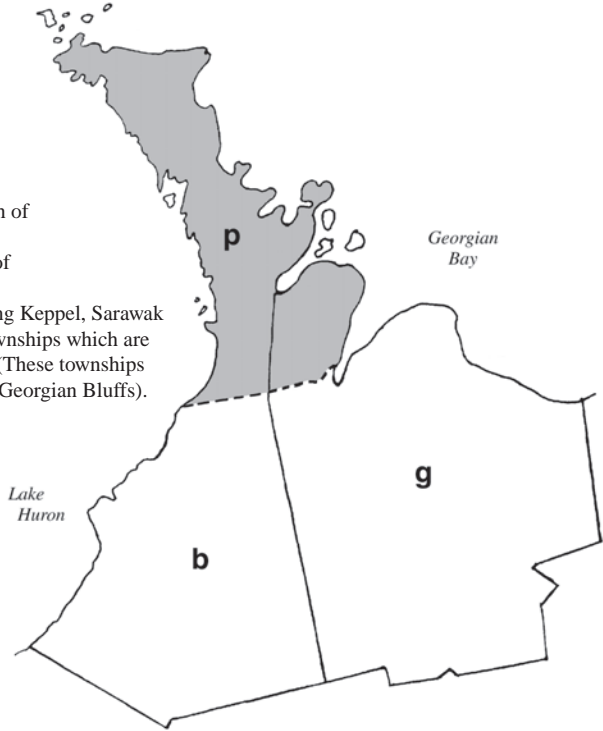 n of
of
ng Keppel, Sarawak
wnships which are
(These townships
Georgian Bluffs).
p
Georgian
Bay
g
Lake
Huron
b